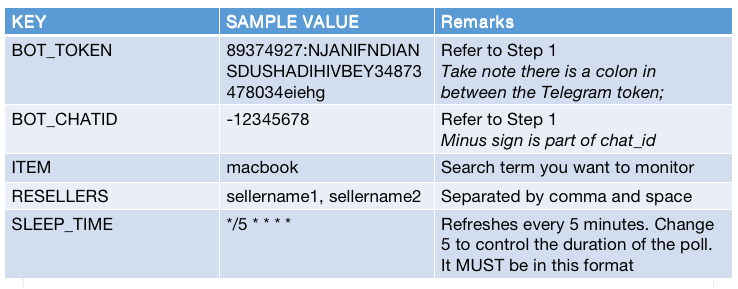 KEY SAMPLE VALUE Remarks
BOT_TOKEN 89374927:NJANIFNDIAN Refer to Step 1
SDUSHADIHIVBEY34873 Take note there is a colon in
478034eiehg between the Telegram token;
BOT_CHATID -12345678 Refer to Step 1
Minus sign is part of chat_id
ITEM macbook Search term you want to monitor
RESELLERS sellername1, sellername2 Separated by comma and space
SLEEP_TIME */5 * * * * Refreshes every 5 minutes. Change
5 to control the duration of the poll.
It MUST be in this format